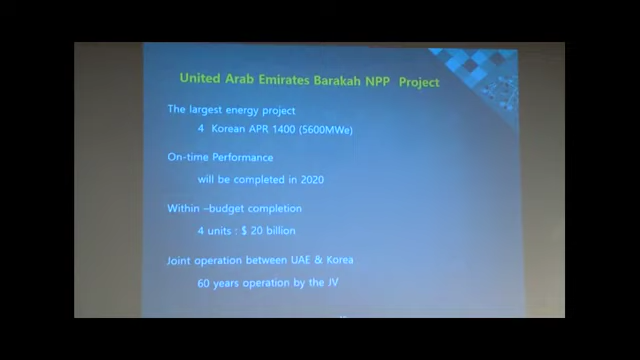 United Arab Emirates Barakah NPP Project
The largest energy project
4 Korean APR 1400 (5600MWe)
On-time Performance
will be completed in 2020
Within –budget completion
4 units : $ 20 billion
Joint operation between UAE & Korea
60 years operation by the JV